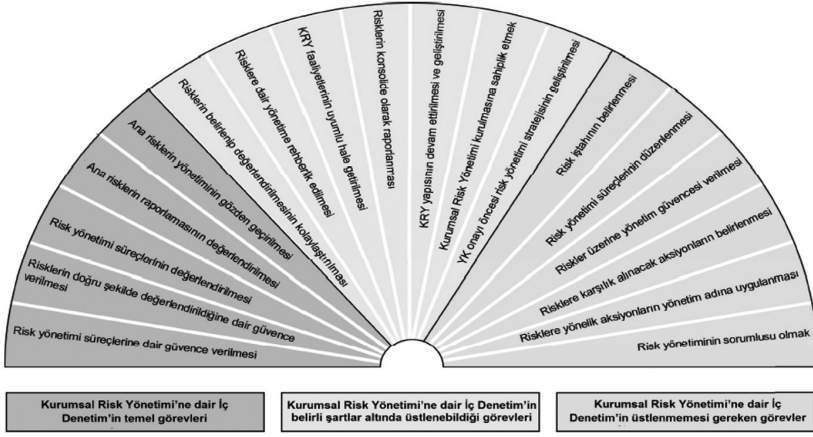 Risk yönetimi süreçlerine dair güvence verilmesi
Risklerin doğru şekilde değerlendirildiğine dair güvence
verilmesi
Risk yönetimi süreçlerinin değerlendirilmesi
Ana risklerin raporlamasının değerlendirilmesi
Ana risklerin yönetiminin gözden geçirilmesi
Risklerin belirlenip değerlendirilmesinin kolaylaştırılması
Risklere dair yönetime rehberlik edilmesi
KRY faaliyetlerinin uyumlu hale getirilmesi
Risklerin konsolide olarak raporlanması
KRY yapısının devam ettirilmesi ve geliştirilmesi
Kurumsal Risk Yönetimi kurulmasına sahiplik etmek
YK onayı öncesi risk yönetimi stratejisinin geliştirilmesi
Risk iştahının belirlenmesi
Risk yönetimi süreçlerinin düzenlenmesi
Riskler üzerine yönetim güvencesi verilmesi
Risklere karşılık alınacak aksiyonların belirlenmesi
Risklere yönelik aksiyonların yönetim adına uygulanması
Risk yönetiminin sorumlusu olmak
Kurumsal Risk Yönetimi'ne dair İç
Denetim'in temel görevleri
Kurumsal Risk Yönetimi'ne dair İç Denetim'in
belirli şartlar altında üstlenebildiği görevleri
Kurumsal Risk Yönetimi'ne dair İç
Denetim'in üstlenmemesi gereken görevler